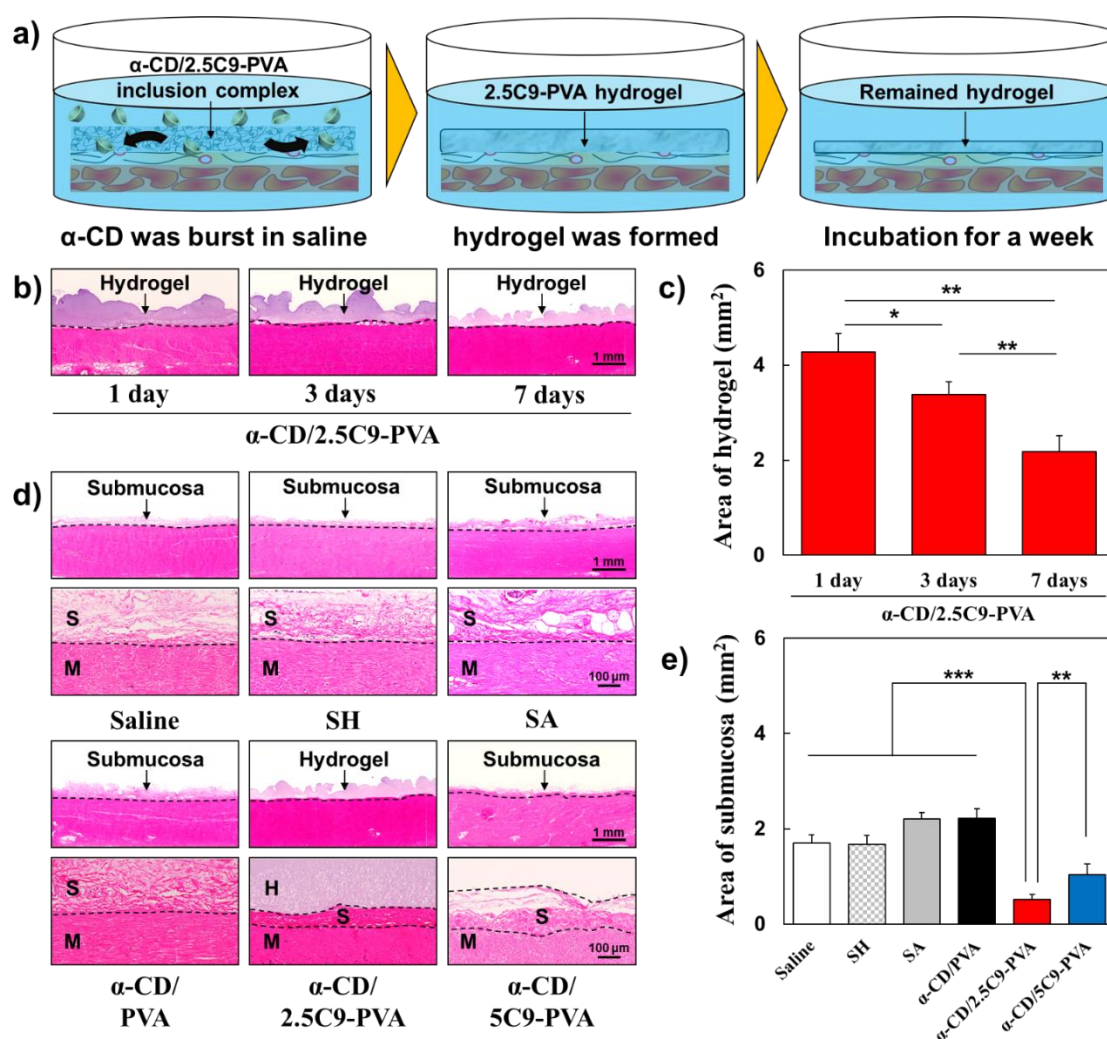 a)
α-CD/2.5C9-PVA
inclusion complex
2.5C9-PVA hydrogel
Remained hydrogel
α-CD was burst in saline
hydrogel was formed
Incubation for a week
b)
Hydrogel
Hydrogel
Hydrogel
1 mm
1 day
3 days
7 days
α-CD/2.5C9-PVA
c)
Area of hydrogel (mm²)
6
4
2
0
**
*
**
1 day
3 days
7 days
α-CD/2.5C9-PVA
d)
Submucosa
Submucosa
Submucosa
1 mm
S
M
S
M
S
M
100 μm
Saline
SH
SA
Submucosa
Hydrogel
Submucosa
1 mm
S
M
H
S
M
S
M
100 μm
α-CD/
PVA
α-CD/
2.5C9-PVA
α-CD/
5C9-PVA
e)
Area of submucosa (mm²)
6
4
2
0
***
**
Saline
SH
SA
α-CD/PVA
α-CD/2.5C9-PVA
α-CD/5C9-PVA